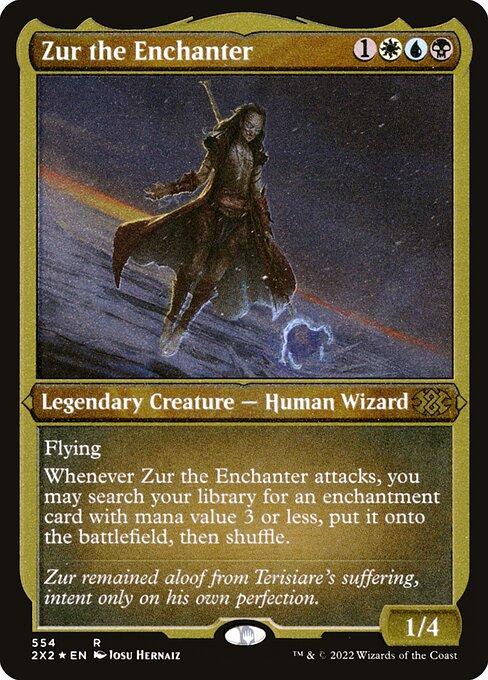 Zur the Enchanter 1
Legendary Creature — Human Wizard
Flying
Whenever Zur the Enchanter attacks, you
may search your library for an enchantment
card with mana value 3 or less, put it onto
the battlefield, then shuffle.
Zur remained aloof from Terisiare's suffering,
intent only on his own perfection.
1/4
554 R
2X2 ★ EN Iosu Hernaiz
™ & © 2022 Wizards of the Coast